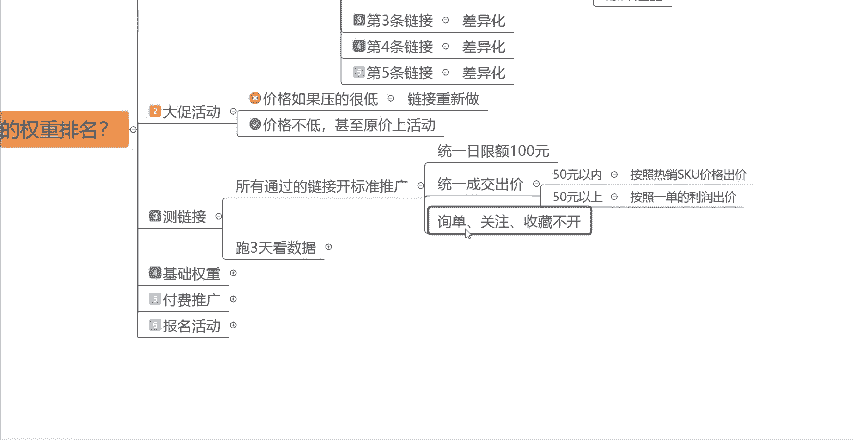 第3条链接 差异化
第4条链接 差异化
第5条链接 差异化
的权重排名？
2 大促活动
价格如果压的很低 链接重新做
价格不低，甚至原价上活动
测链接
所有通过的链接开标准推广
统一日限额100元
统一成交出价
50元以内 按照热销SKU价格出价
50元以上 按照一单的利润出价
询单、关注、收藏不开
跑3天看数据
基础权重
付费推广
报名活动